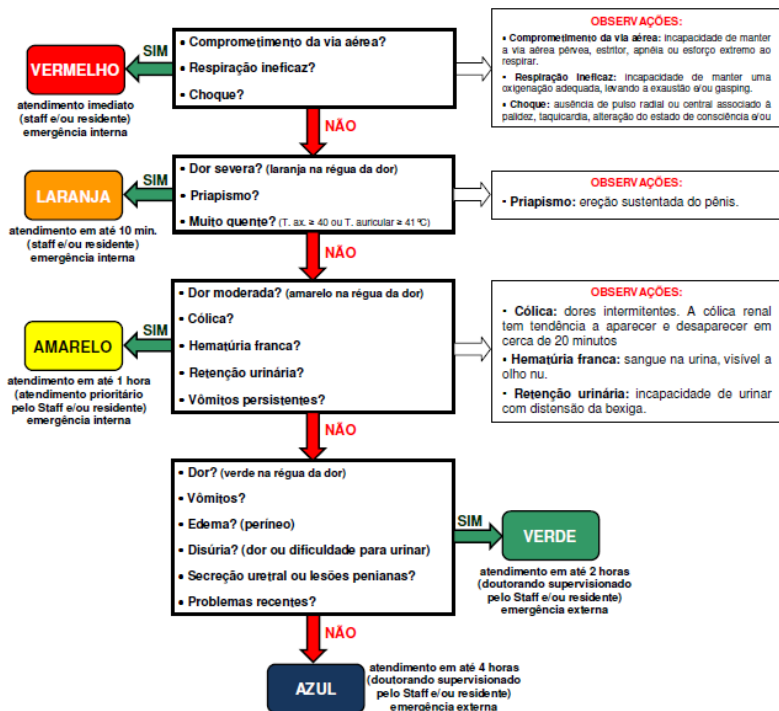 SIM
VERMELHO
atendimento imediato
(staff e/ou residente)
emergência interna
▪ Comprometimento da via aérea?
▪ Respiração ineficaz?
▪ Choque?
OBSERVAÇÕES:
▪ Comprometimento da via aérea: incapacidade de manter
a via aérea pérvea, estritor, apnéia ou esforço extremo ao
respirar.
▪ Respiração Ineficaz: incapacidade de manter uma
oxigenação adequada, levando a exaustão e/ou gasping.
▪ Choque: ausência de pulso radial ou central associado à
palidez, taquicardia, alteração do estado de consciência e/ou
NÃO
SIM
LARANJA
atendimento em até 10 min.
(staff e/ou residente)
emergência interna
▪ Dor severa? (laranja na régua da dor)
▪ Priapismo?
▪ Muito quente? (T. ax. ≥ 40 ou T. auricular ≥ 41 ºC)
OBSERVAÇÕES:
▪ Priapismo: ereção sustentada do pênis.
NÃO
SIM
AMARELO
atendimento em até 1 hora
(atendimento prioritário
pelo Staff e/ou residente)
emergência interna
▪ Dor moderada? (amarelo na régua da dor)
▪ Cólica?
▪ Hematúria franca?
▪ Retenção urinária?
▪ Vômitos persistentes?
OBSERVAÇÕES:
▪ Cólica: dores intermitentes. A cólica renal
tem tendência a aparecer e desaparecer em
cerca de 20 minutos
▪ Hematúria franca: sangue na urina, visível a
olho nu.
▪ Retenção urinária: incapacidade de urinar
com distensão da bexiga.
NÃO
▪ Dor? (verde na régua da dor)
▪ Vômitos?
▪ Edema? (períneo)
▪ Disúria? (dor ou dificuldade para urinar)
▪ Secreção uretral ou lesões penianas?
▪ Problemas recentes?
SIM
VERDE
atendimento em até 2 horas
(doutorando supervisionado
pelo Staff e/ou residente)
emergência externa
NÃO
AZUL
atendimento em até 4 horas
(doutorando supervisionado
pelo Staff e/ou residente)
emergência externa